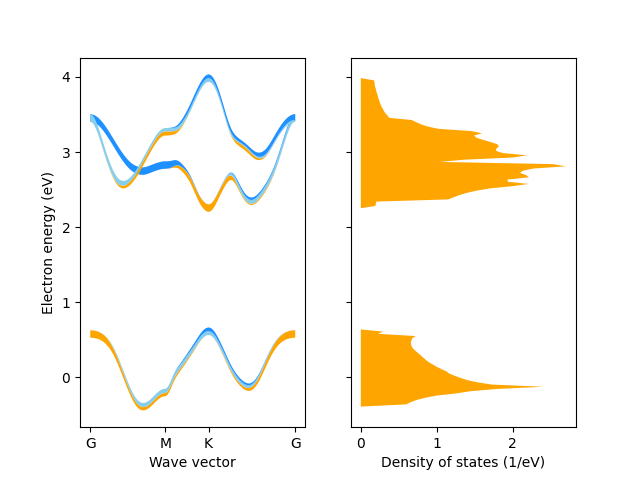 Electron energy (eV)
4
3
2
1
0
G M K G
Wave vector
0 1 2
Density of states (1/eV)